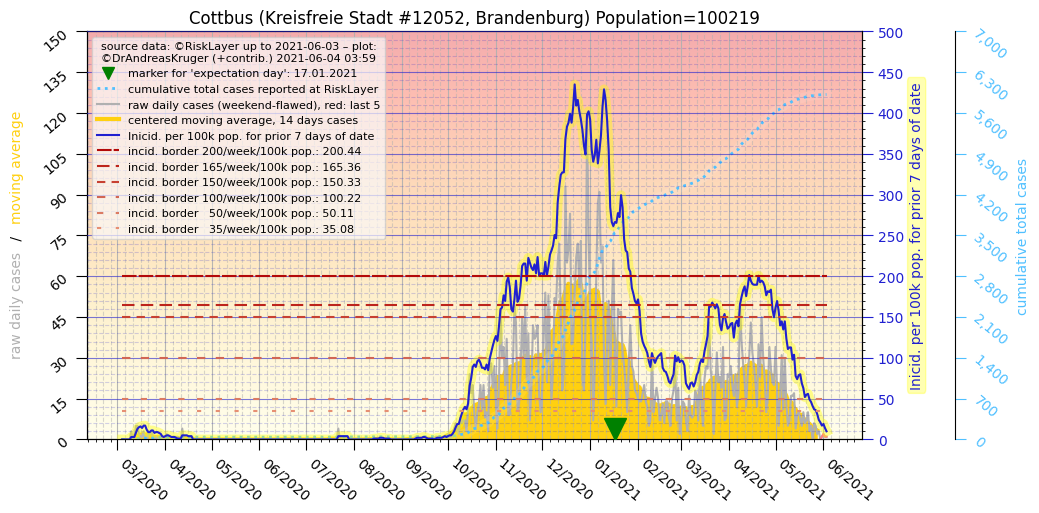 Cottbus (Kreisfreie Stadt #12052, Brandenburg) Population=100219
source data: ©RiskLayer up to 2021-06-03 – plot:
©DrAndreasKruger (+contrib.) 2021-06-04 03:59
marker for 'expectation day': 17.01.2021
cumulative total cases reported at RiskLayer
raw daily cases (weekend-flawed), red: last 5
centered moving average, 14 days cases
Inicid. per 100k pop. for prior 7 days of date
incid. border 200/week/100k pop.: 200.44
incid. border 165/week/100k pop.: 165.36
incid. border 150/week/100k pop.: 150.33
incid. border 100/week/100k pop.: 100.22
incid. border   50/week/100k pop.: 50.11
incid. border   35/week/100k pop.: 35.08
raw daily cases  /  moving average
150
135
120
105
90
75
60
45
30
15
0
03/2020
04/2020
05/2020
06/2020
07/2020
08/2020
09/2020
10/2020
11/2020
12/2020
01/2021
02/2021
03/2021
04/2021
05/2021
06/2021
500
450
400
350
300
250
200
150
100
50
0
Inicid. per 100k pop. for prior 7 days of date
7,000
6,300
5,600
4,900
4,200
3,500
2,800
2,100
1,400
700
0
cumulative total cases